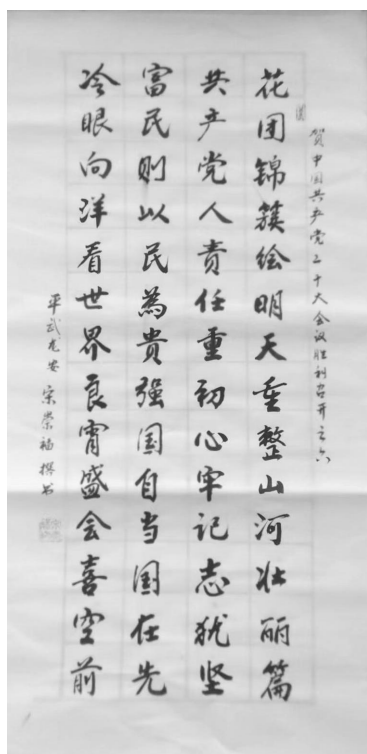 贺中国共产党二十大会议胜利召开之六
花团锦簇绘明天重整山河壮丽篇
共产党人责任重初心牢记志犹坚
富民则以民为贵强国自当国在先
冷眼向洋看世界良宵盛会喜空前
平武老安 宋崇福撰书